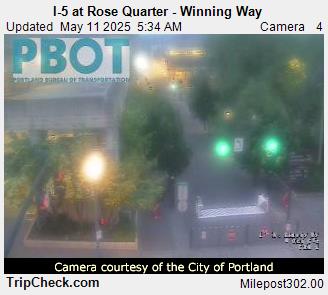 I-5 at Rose Quarter - Winning Way
Updated May 11 2025 5:34 AM Camera 4
PBOT
PORTLAND BUREAU OF TRANSPORTATION
Camera courtesy of the City of Portland
TripCheck.com Milepost302.00